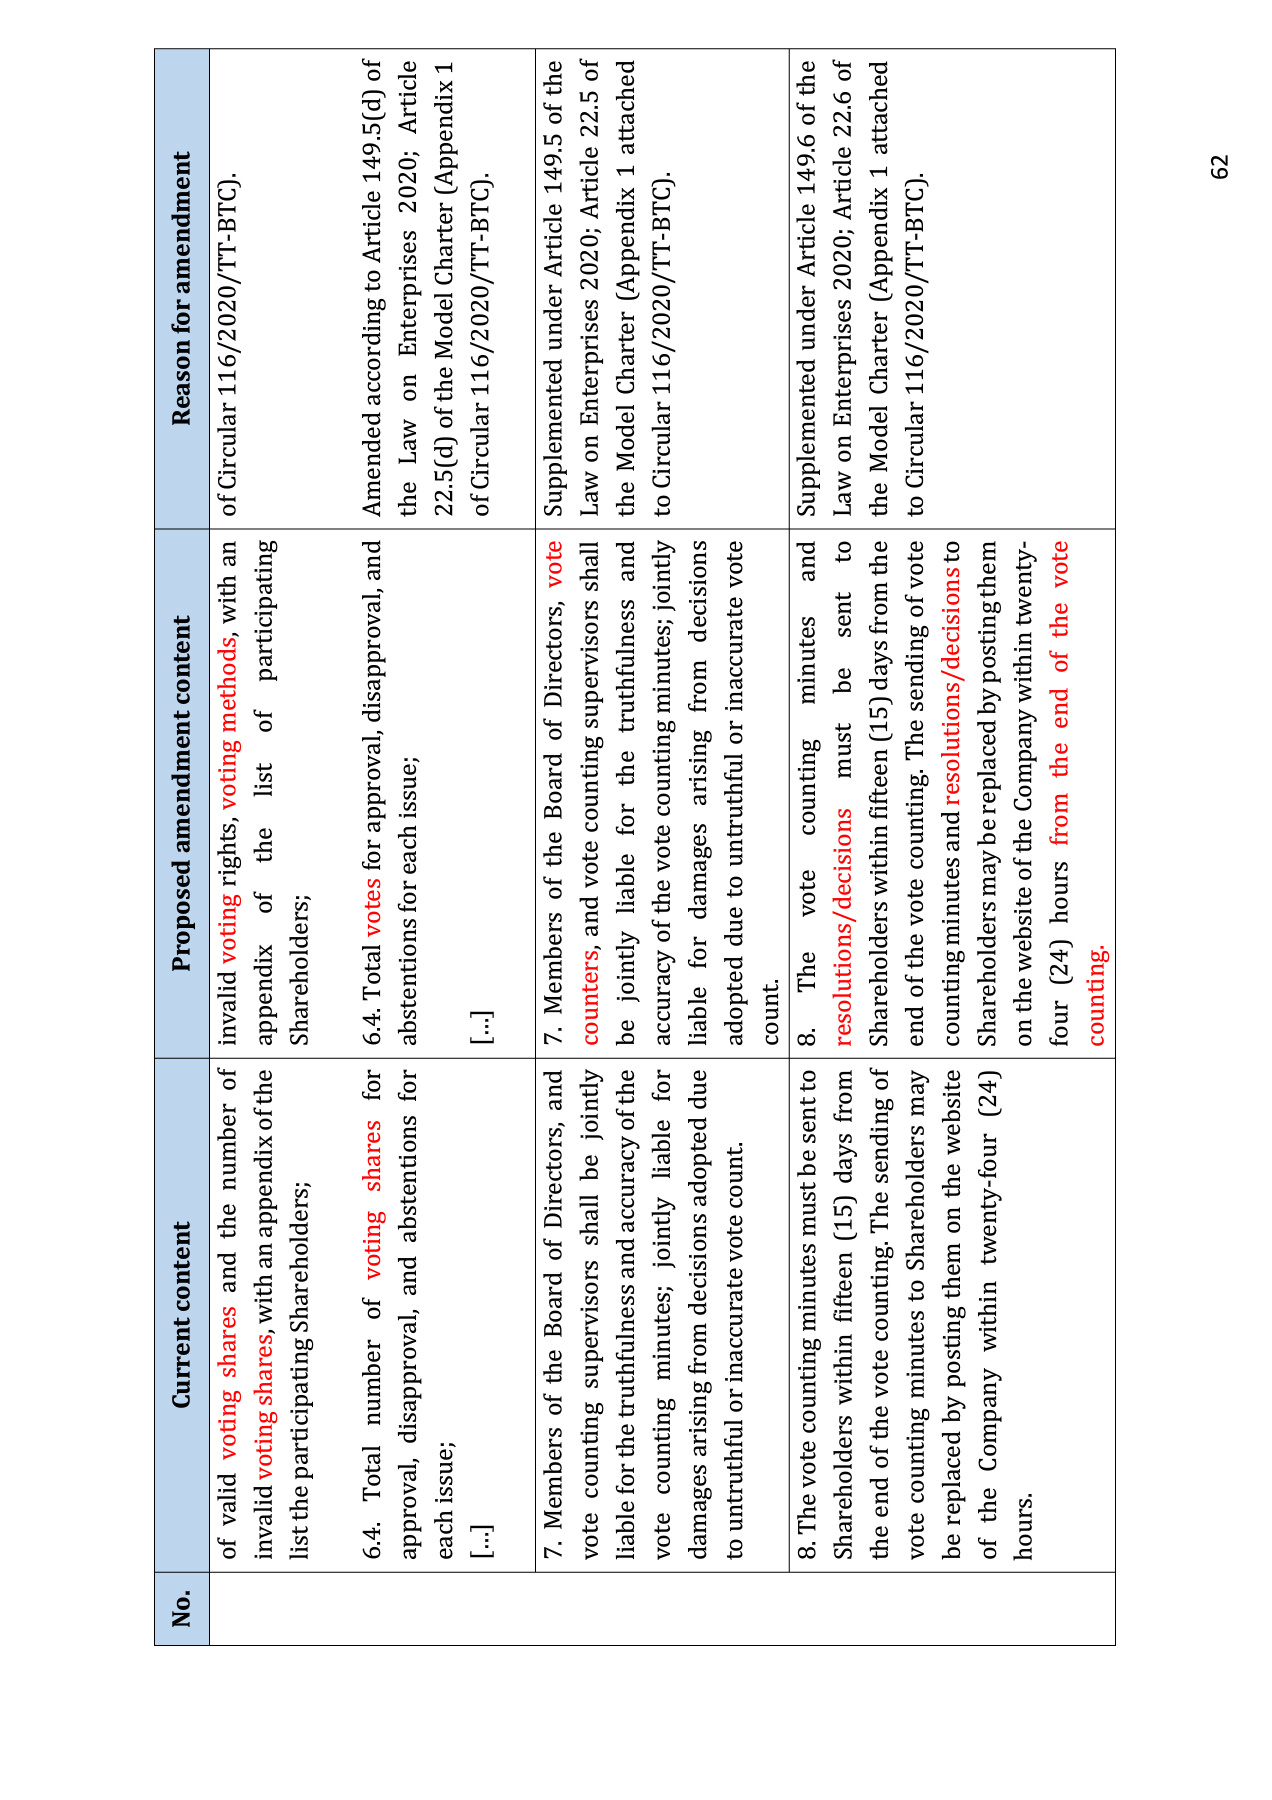 No.
Current content
Proposed amendment content
Reason for amendment
of valid voting shares and the number of
invalid voting shares, with an appendix of the
list the participating Shareholders;
6.4. Total number of voting shares for
approval, disapproval, and abstentions for
each issue;
[...]
invalid voting rights, voting methods, with an
appendix of the list of participating
Shareholders;
6.4. Total votes for approval, disapproval, and
abstentions for each issue;
[...]
of Circular 116/2020/TT-BTC).
Amended according to Article 149.5(d) of
the Law on Enterprises 2020; Article
22.5(d) of the Model Charter (Appendix 1
of Circular 116/2020/TT-BTC).
7. Members of the Board of Directors, and
vote counting supervisors shall be jointly
liable for the truthfulness and accuracy of the
vote counting minutes; jointly liable for
damages arising from decisions adopted due
to untruthful or inaccurate vote count.
7. Members of the Board of Directors, vote
counters, and vote counting supervisors shall
be jointly liable for the truthfulness and
accuracy of the vote counting minutes; jointly
liable for damages arising from decisions
adopted due to untruthful or inaccurate vote
count.
Supplemented under Article 149.5 of the
Law on Enterprises 2020; Article 22.5 of
the Model Charter (Appendix 1 attached
to Circular 116/2020/TT-BTC).
8. The vote counting minutes must be sent to
Shareholders within fifteen (15) days from
the end of the vote counting. The sending of
vote counting minutes to Shareholders may
be replaced by posting them on the website
of the Company within twenty-four (24)
hours.
8. The vote counting minutes and
resolutions/decisions must be sent to
Shareholders within fifteen (15) days from the
end of the vote counting. The sending of vote
counting minutes and resolutions/decisions to
Shareholders may be replaced by posting them
on the website of the Company within twenty-
four (24) hours from the end of the vote
counting.
Supplemented under Article 149.6 of the
Law on Enterprises 2020; Article 22.6 of
the Model Charter (Appendix 1 attached
to Circular 116/2020/TT-BTC).
62